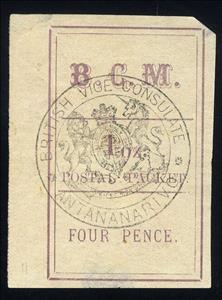 B. C. M.
BRITISH VICE-CONSULATE
1 oz.
POSTAL PACKET
ANTANANARIVO
FOUR PENCE.